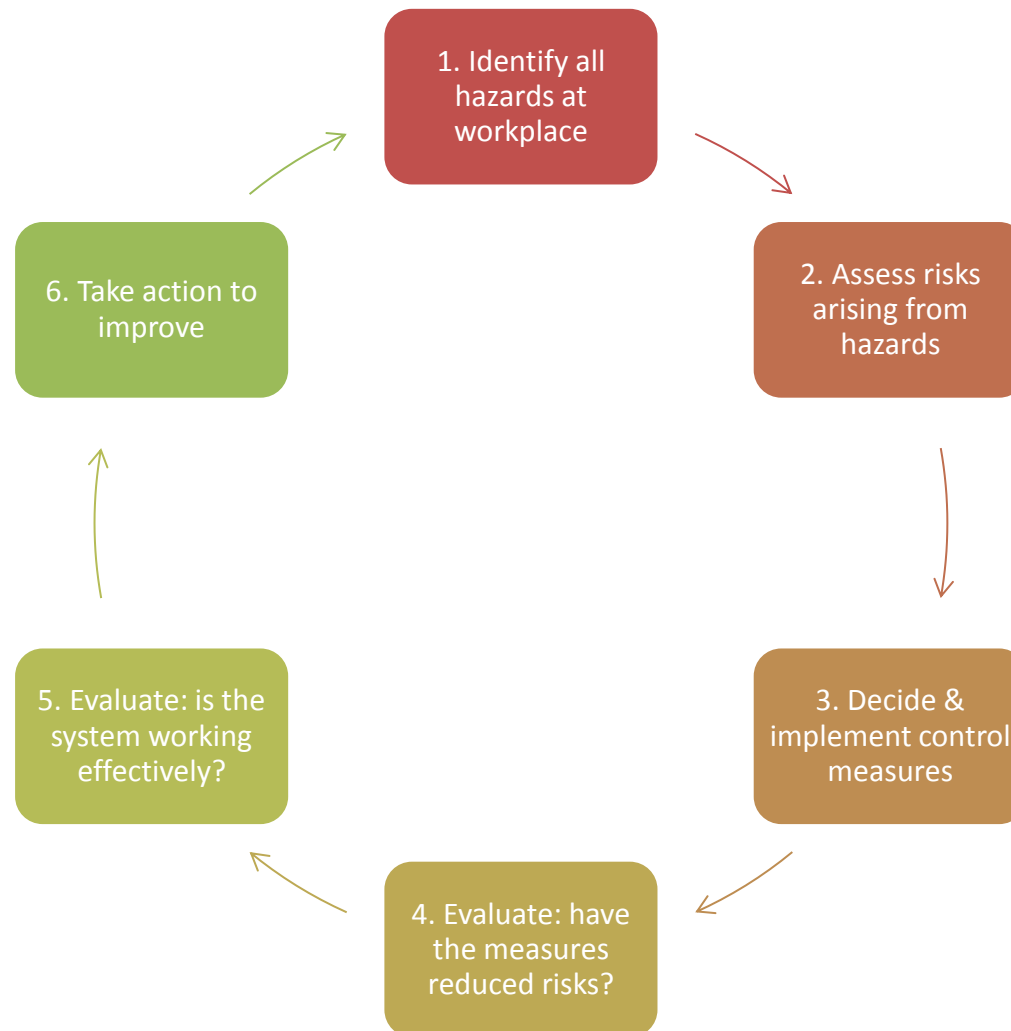 1. Identify all
hazards at
workplace
2. Assess risks
arising from
hazards
3. Decide &
implement control
measures
4. Evaluate: have
the measures
reduced risks?
5. Evaluate: is the
system working
effectively?
6. Take action to
improve